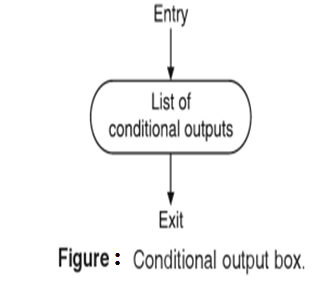 Entry
List of
conditional outputs
Exit
Figure : Conditional output box.